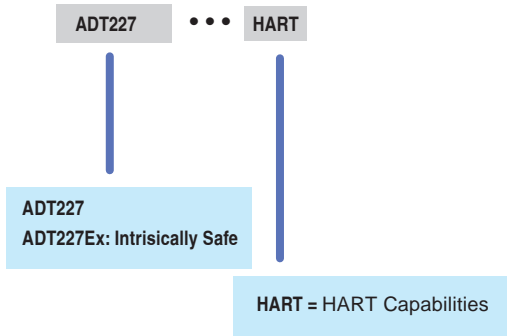 ADT227 ••• HART
ADT227
ADT227Ex: Intrisically Safe
HART = HART Capabilities